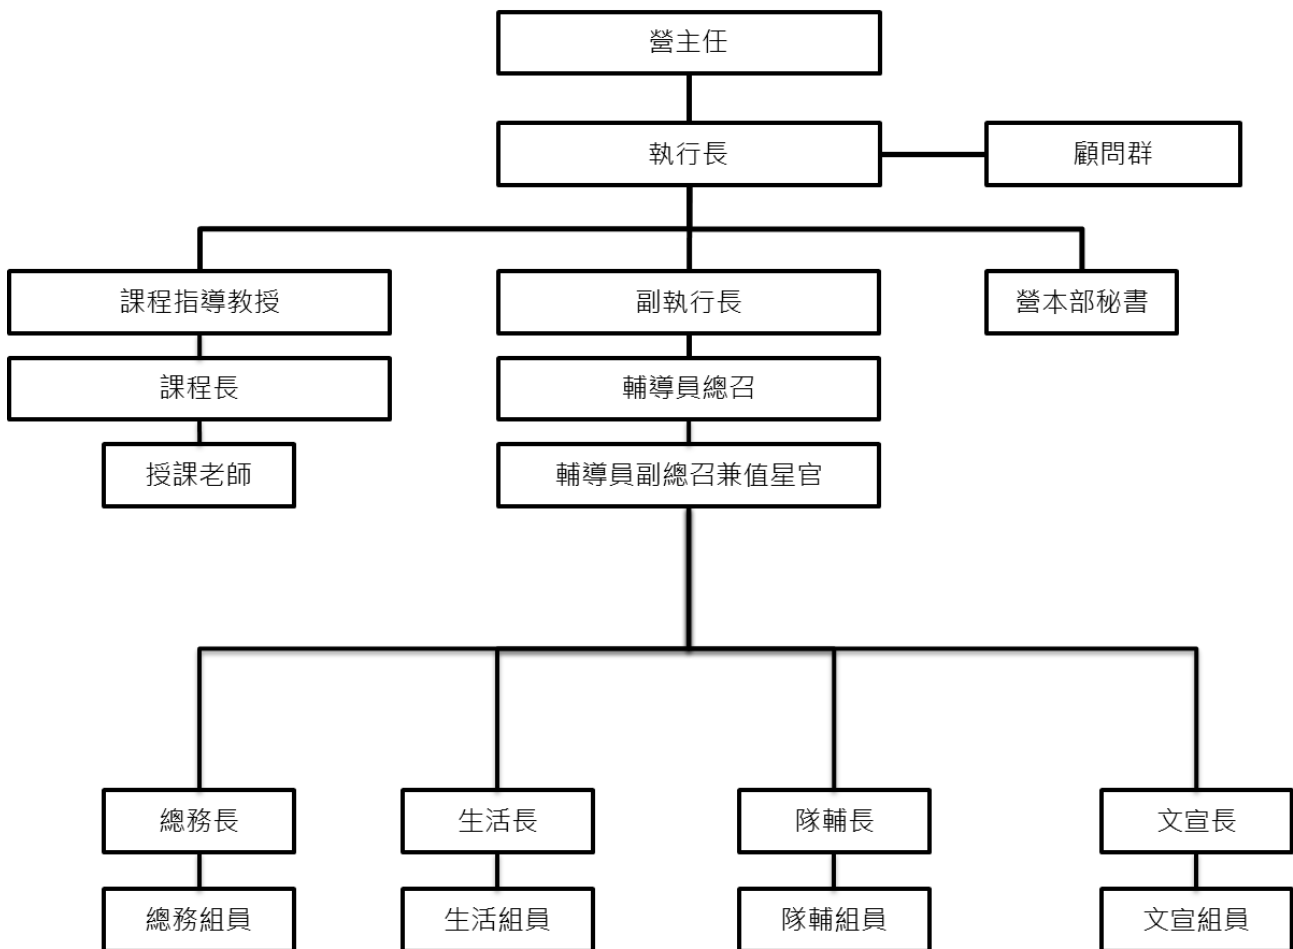 營主任
執行長
顧問群
課程指導教授
副執行長
營本部秘書
課程長
輔導員總召
授課老師
輔導員副總召兼值星官
總務長
生活長
隊輔長
文宣長
總務組員
生活組員
隊輔組員
文宣組員